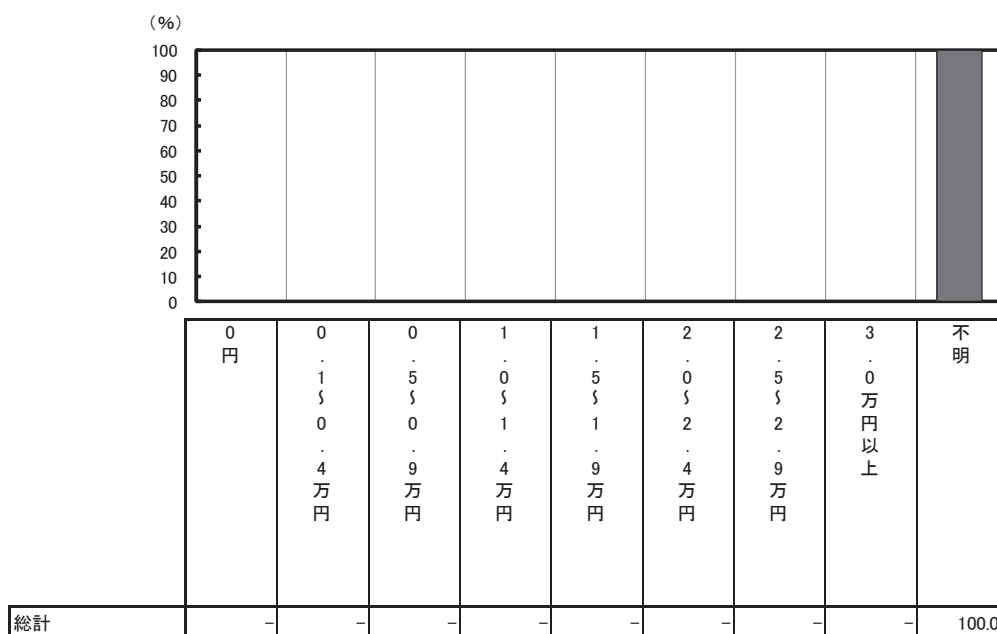 (%)
100
90
80
70
60
50
40
30
20
10
0
0円
0.1～0.4万円
0.5～0.9万円
1.0～1.4万円
1.5～1.9万円
2.0～2.4万円
2.5～2.9万円
3.0万円以上
不明
総計 － － － － － － － － 100.0